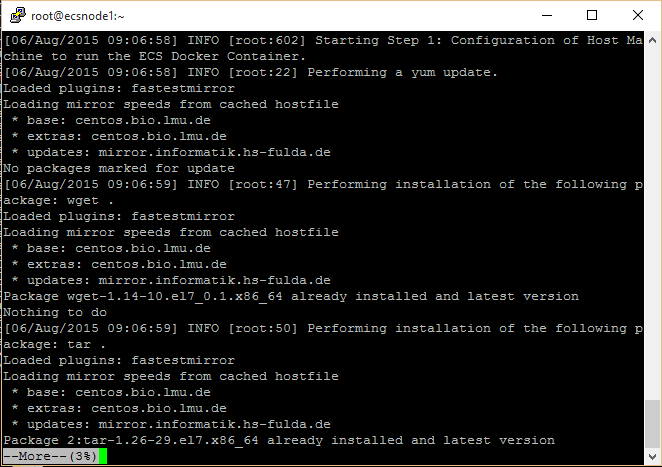 root@ecsnode1:~
[06/Aug/2015 09:06:58] INFO [root:602] Starting Step 1: Configuration of Host Ma
chine to run the ECS Docker Container.
[06/Aug/2015 09:06:58] INFO [root:22] Performing a yum update.
Loaded plugins: fastestmirror
Loading mirror speeds from cached hostfile
 * base: centos.bio.lmu.de
 * extras: centos.bio.lmu.de
 * updates: mirror.informatik.hs-fulda.de
No packages marked for update
[06/Aug/2015 09:06:59] INFO [root:47] Performing installation of the following p
ackage: wget .
Loaded plugins: fastestmirror
Loading mirror speeds from cached hostfile
 * base: centos.bio.lmu.de
 * extras: centos.bio.lmu.de
 * updates: mirror.informatik.hs-fulda.de
Package wget-1.14-10.el7_0.1.x86_64 already installed and latest version
Nothing to do
[06/Aug/2015 09:06:59] INFO [root:50] Performing installation of the following p
ackage: tar .
Loaded plugins: fastestmirror
Loading mirror speeds from cached hostfile
 * base: centos.bio.lmu.de
 * extras: centos.bio.lmu.de
 * updates: mirror.informatik.hs-fulda.de
Package 2:tar-1.26-29.el7.x86_64 already installed and latest version
--More--(3%)